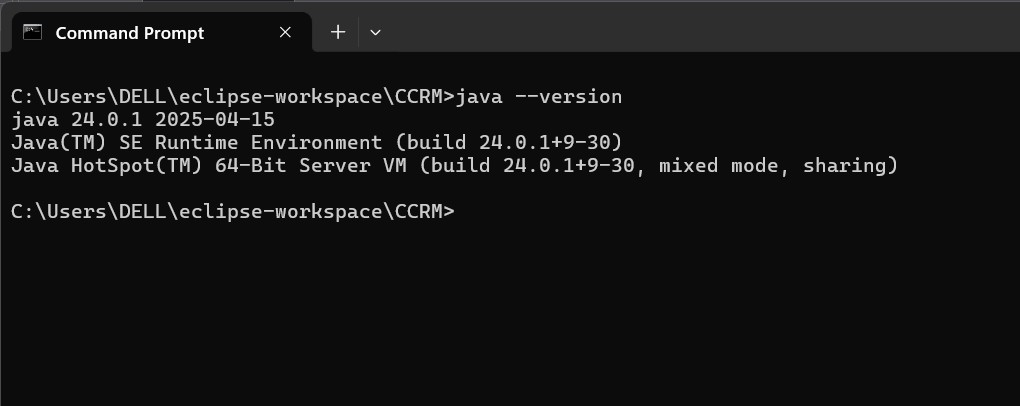 Command Prompt
C:\Users\DELL\eclipse-workspace\CCRM>java --version
java 24.0.1 2025-04-15
Java(TM) SE Runtime Environment (build 24.0.1+9-30)
Java HotSpot(TM) 64-Bit Server VM (build 24.0.1+9-30, mixed mode, sharing)
C:\Users\DELL\eclipse-workspace\CCRM>